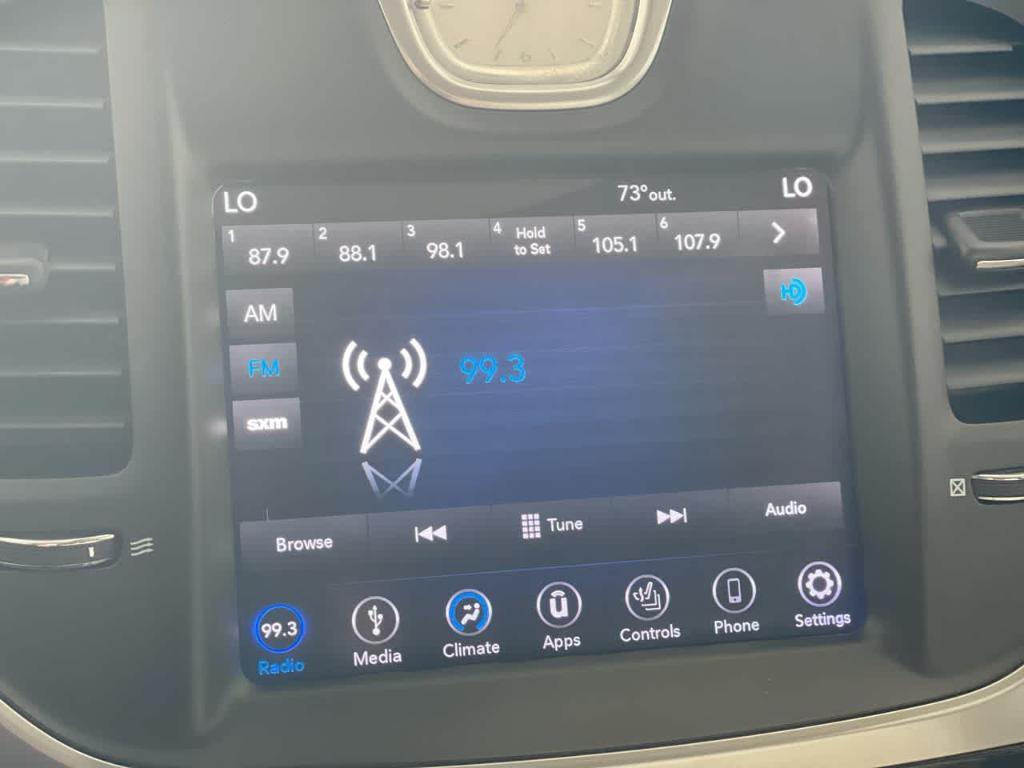 LO
73° out.
LO
1 87.9
2 88.1
3 98.1
4 Hold
to Set
5 105.1
6 107.9
HD
AM
FM
99.3
sxm
Browse
Tune
Audio
99.3
Radio
Media
Climate
Apps
Controls
Phone
Settings